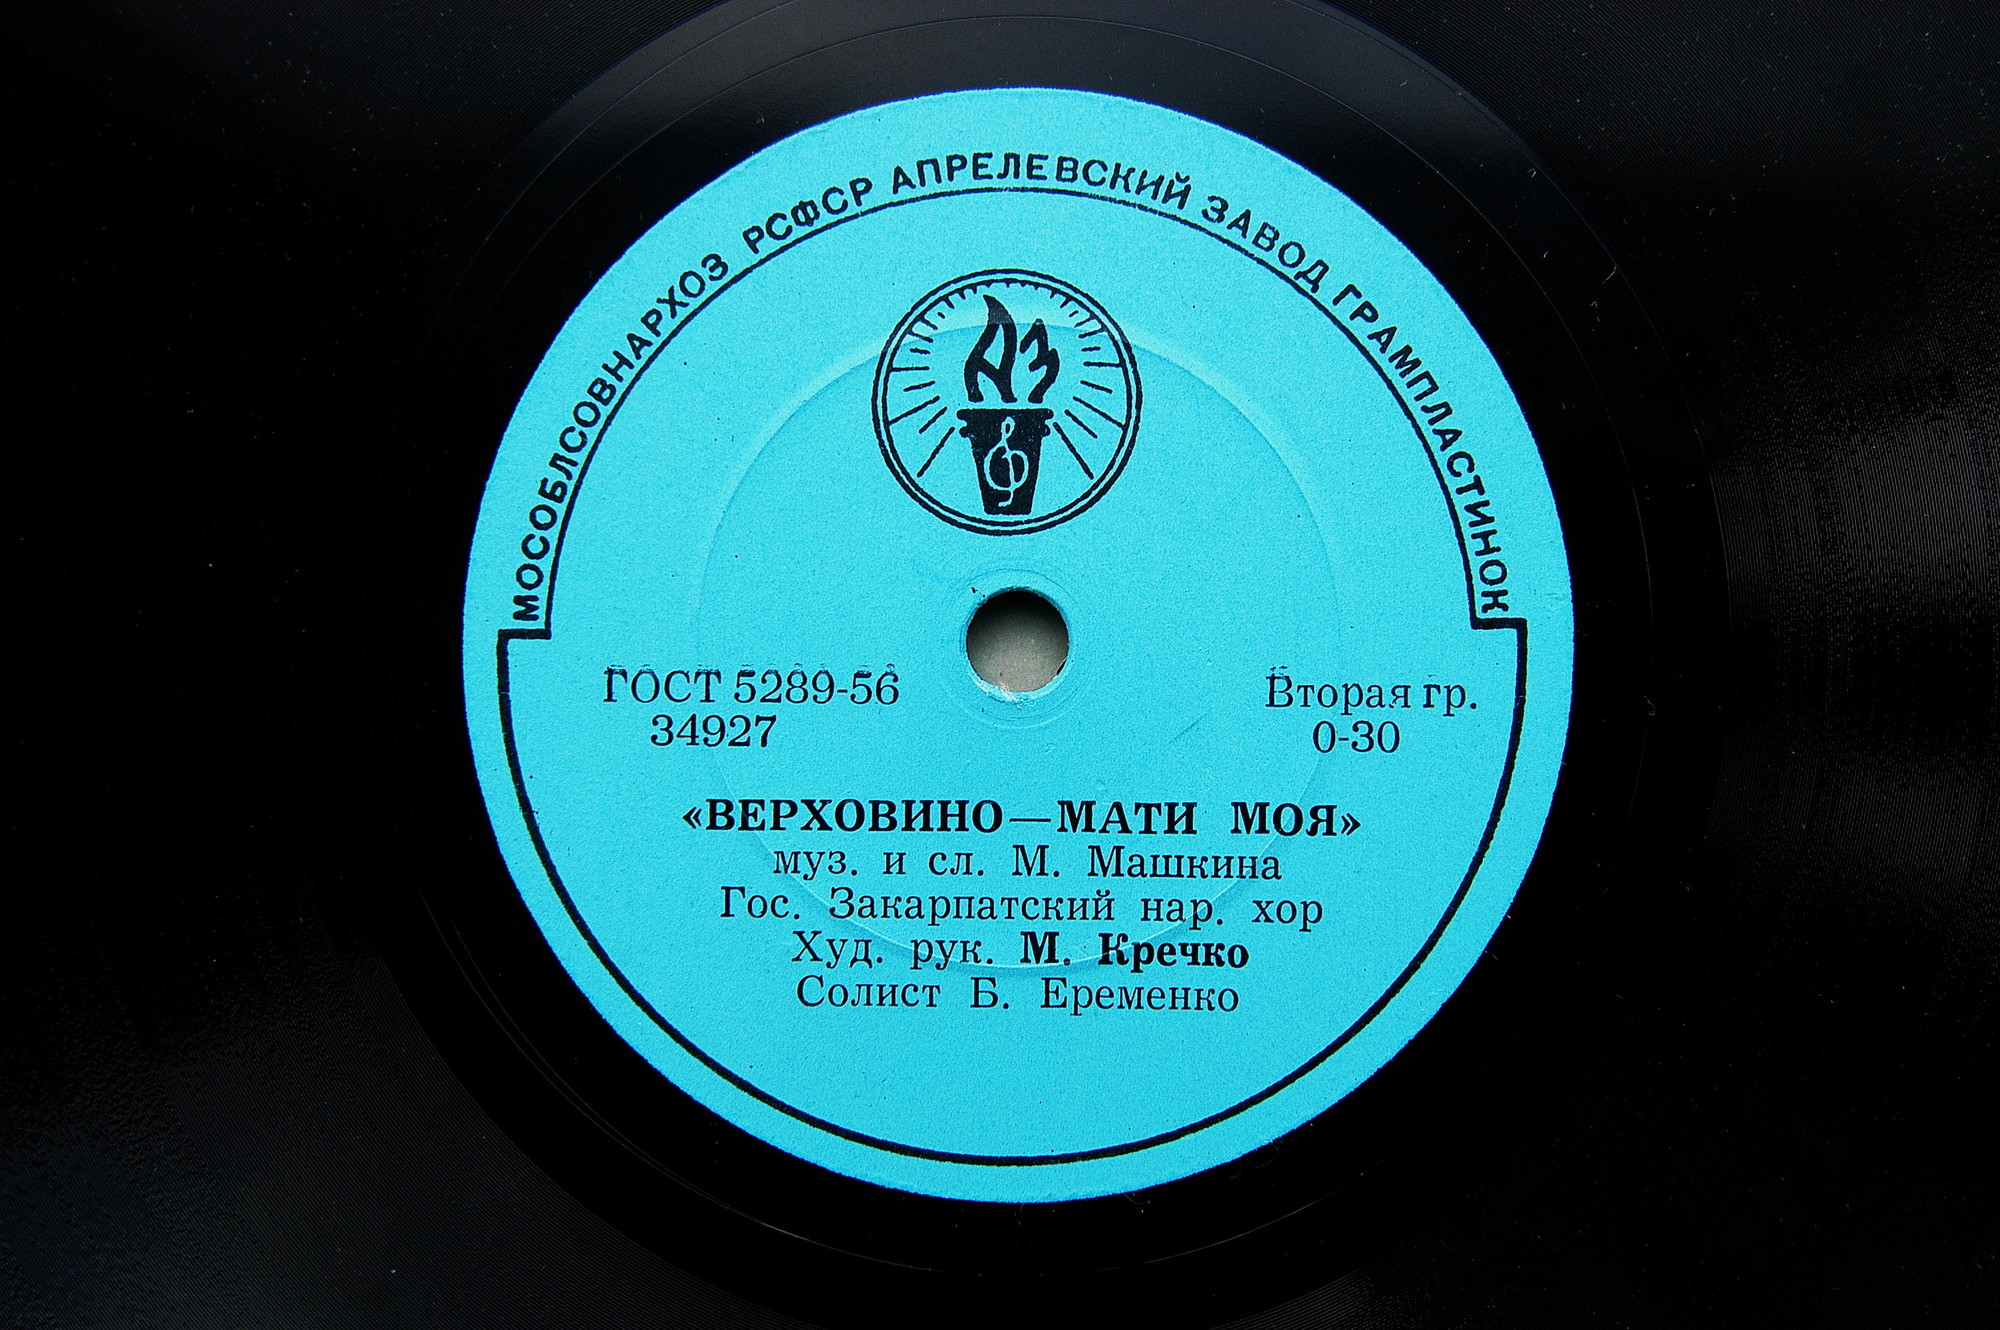 МОСОБЛСОВНАРХОЗ РСФСР АПРЕЛЕВСКИЙ ЗАВОД ГРАМПЛАСТИНОК
АЗ
ГОСТ 5289-56
34927
Вторая гр.
0-30
«ВЕРХОВИНО—МАТИ МОЯ»
муз. и сл. М. Машкина
Гос. Закарпатский нар. хор
Худ. рук. М. Кречко
Солист Б. Еременко